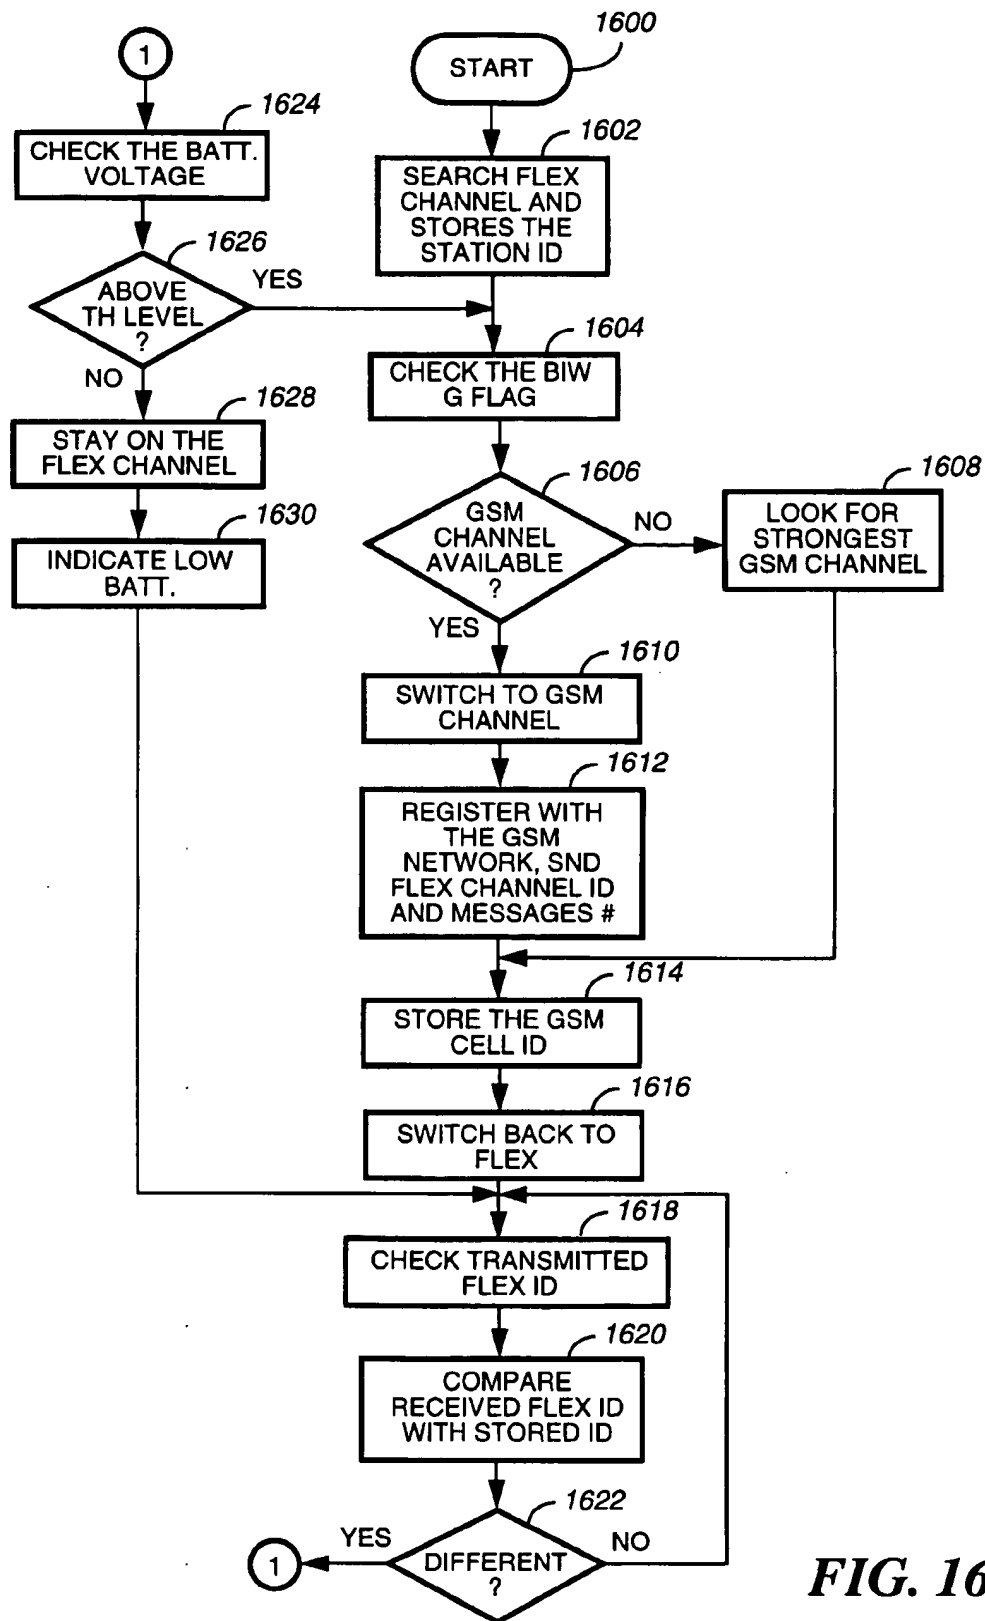 1
1624
CHECK THE BATT.
VOLTAGE
1626
ABOVE
TH LEVEL
?
YES
NO
1628
STAY ON THE
FLEX CHANNEL
1630
INDICATE LOW
BATT.
1600
START
1602
SEARCH FLEX
CHANNEL AND
STORES THE
STATION ID
1604
CHECK THE BIW
G FLAG
1606
GSM
CHANNEL
AVAILABLE
?
NO
1608
LOOK FOR
STRONGEST
GSM CHANNEL
YES
1610
SWITCH TO GSM
CHANNEL
1612
REGISTER WITH
THE GSM
NETWORK, SND
FLEX CHANNEL ID
AND MESSAGES #
1614
STORE THE GSM
CELL ID
1616
SWITCH BACK TO
FLEX
1618
CHECK TRANSMITTED
FLEX ID
1620
COMPARE
RECEIVED FLEX ID
WITH STORED ID
1622
DIFFERENT
?
YES
NO
1
FIG. 16